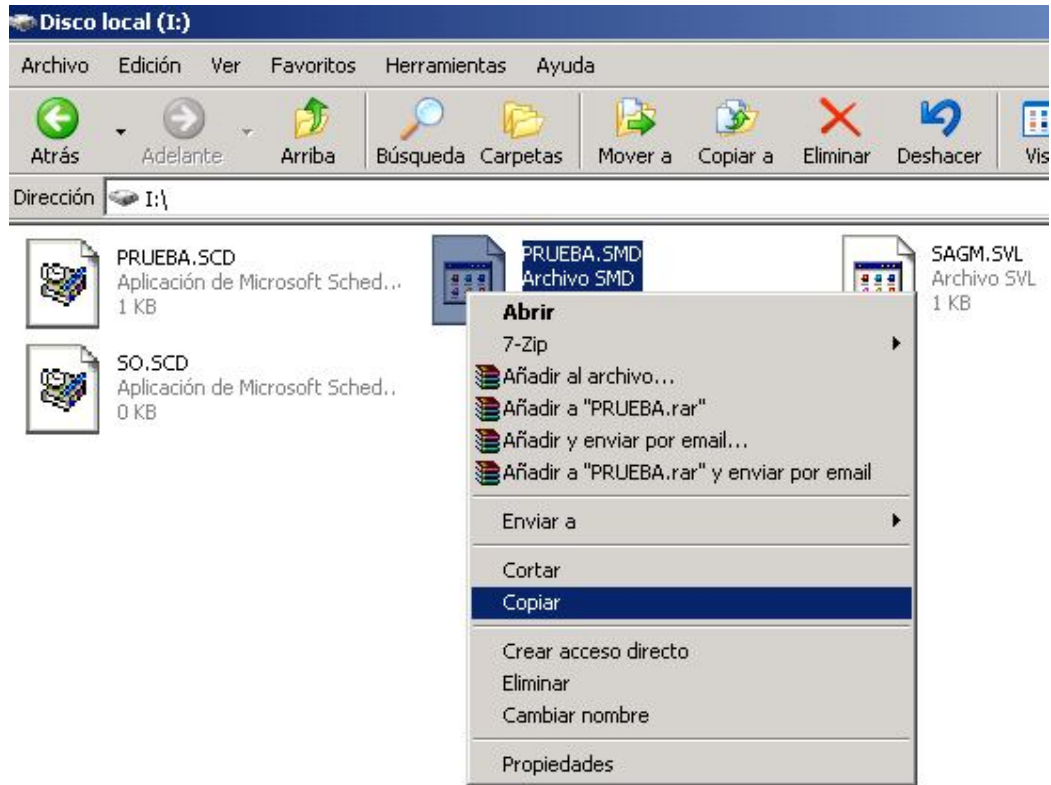 Disco local (I:)
Archivo Edición Ver Favoritos Herramientas Ayuda
Atrás Adelante Arriba Búsqueda Carpetas Mover a Copiar a Eliminar Deshacer Vis
Dirección I:\
PRUEBA.SCD
Aplicación de Microsoft Sched...
1 KB
PRUEBA.SMD
Archivo SMD
SAGM.SVL
Archivo SVL
1 KB
SO.SCD
Aplicación de Microsoft Sched...
0 KB
Abrir
7-Zip
Añadir al archivo...
Añadir a "PRUEBA.rar"
Añadir y enviar por email...
Añadir a "PRUEBA.rar" y enviar por email
Enviar a
Cortar
Copiar
Crear acceso directo
Eliminar
Cambiar nombre
Propiedades